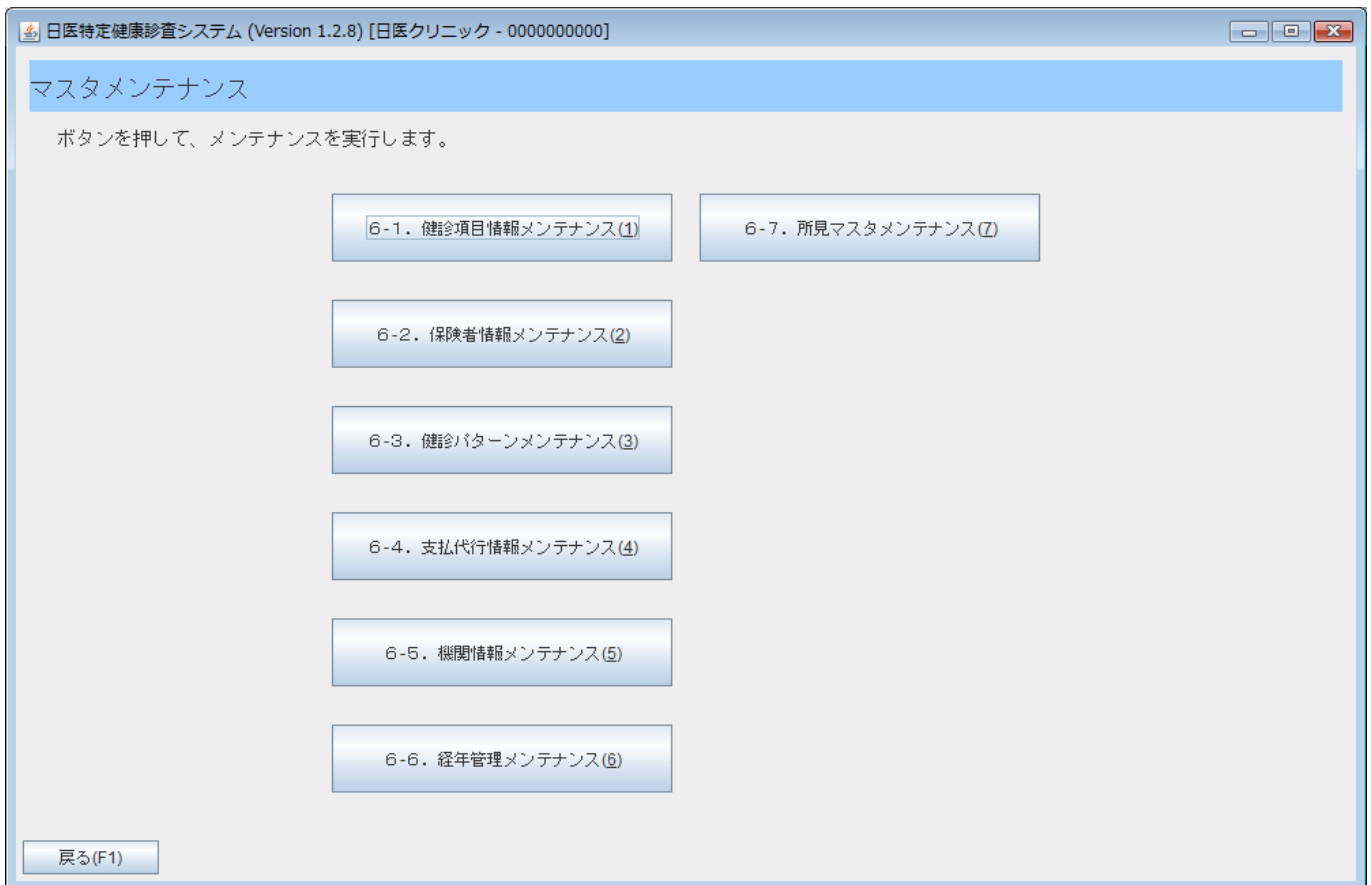 日医特定健康診査システム (Version 1.2.8) [日医クリニック - 0000000000]
マスタメンテナンス
ボタンを押して、メンテナンスを実行します。
６-１．健診項目情報メンテナンス(1)
６-７．所見マスタメンテナンス(7)
６-２．保険者情報メンテナンス(2)
６-３．健診パターンメンテナンス(3)
６-４．支払代行情報メンテナンス(4)
６-５．機関情報メンテナンス(5)
６-６．経年管理メンテナンス(6)
戻る(F1)